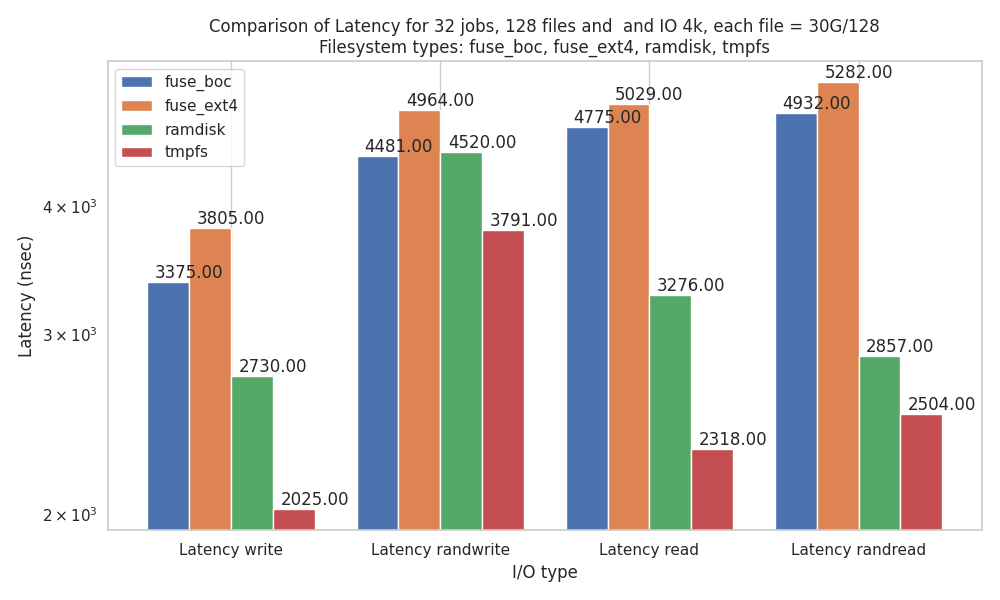 Comparison of Latency for 32 jobs, 128 files and  and IO 4k, each file = 30G/128
Filesystem types: fuse_boc, fuse_ext4, ramdisk, tmpfs
fuse_boc
fuse_ext4
ramdisk
tmpfs
Latency (nsec)
4 × 10³
3 × 10³
2 × 10³
3375.00
3805.00
2730.00
2025.00
4481.00
4964.00
4520.00
3791.00
4775.00
5029.00
3276.00
2318.00
4932.00
5282.00
2857.00
2504.00
Latency write
Latency randwrite
Latency read
Latency randread
I/O type